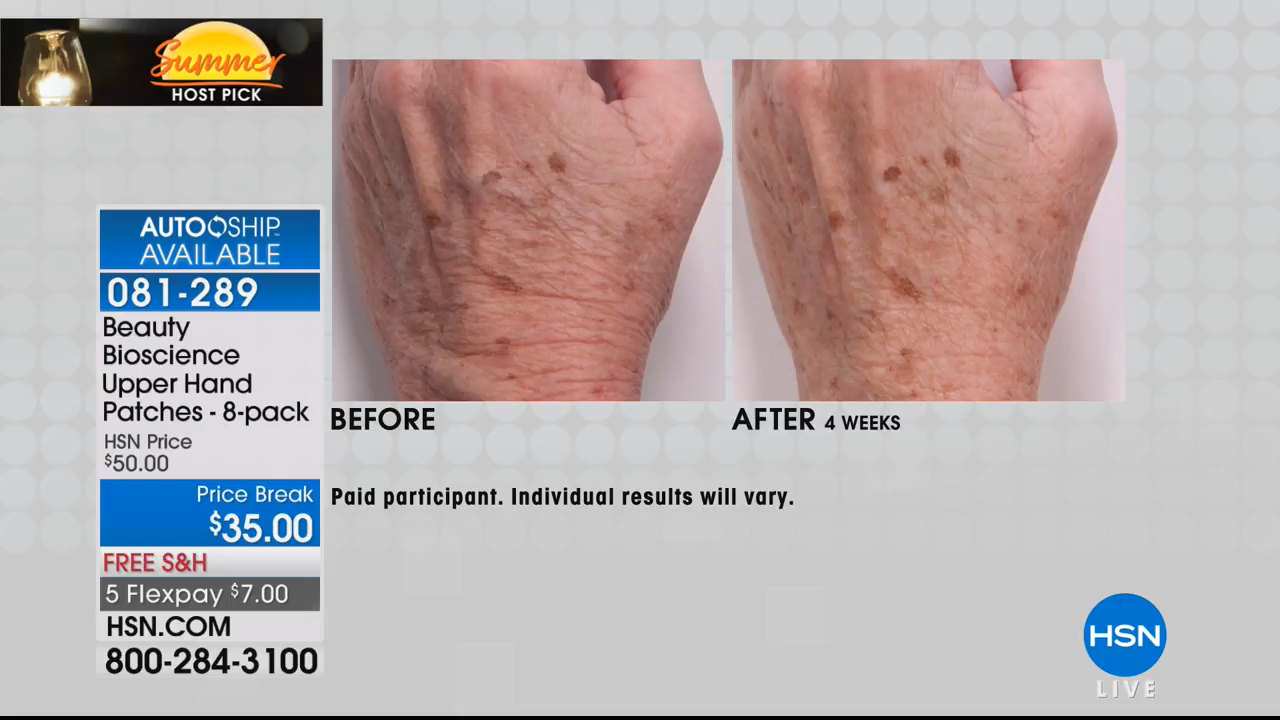 Summer
HOST PICK
AUTOSHIP
AVAILABLE
081-289
Beauty
Bioscience
Upper Hand
Patches - 8-pack
HSN Price
$50.00
Price Break
$35.00
FREE S&H
5 Flexpay $7.00
HSN.COM
800-284-3100
BEFORE
AFTER 4 WEEKS
Paid participant. Individual results will vary.
HSN
LIVE